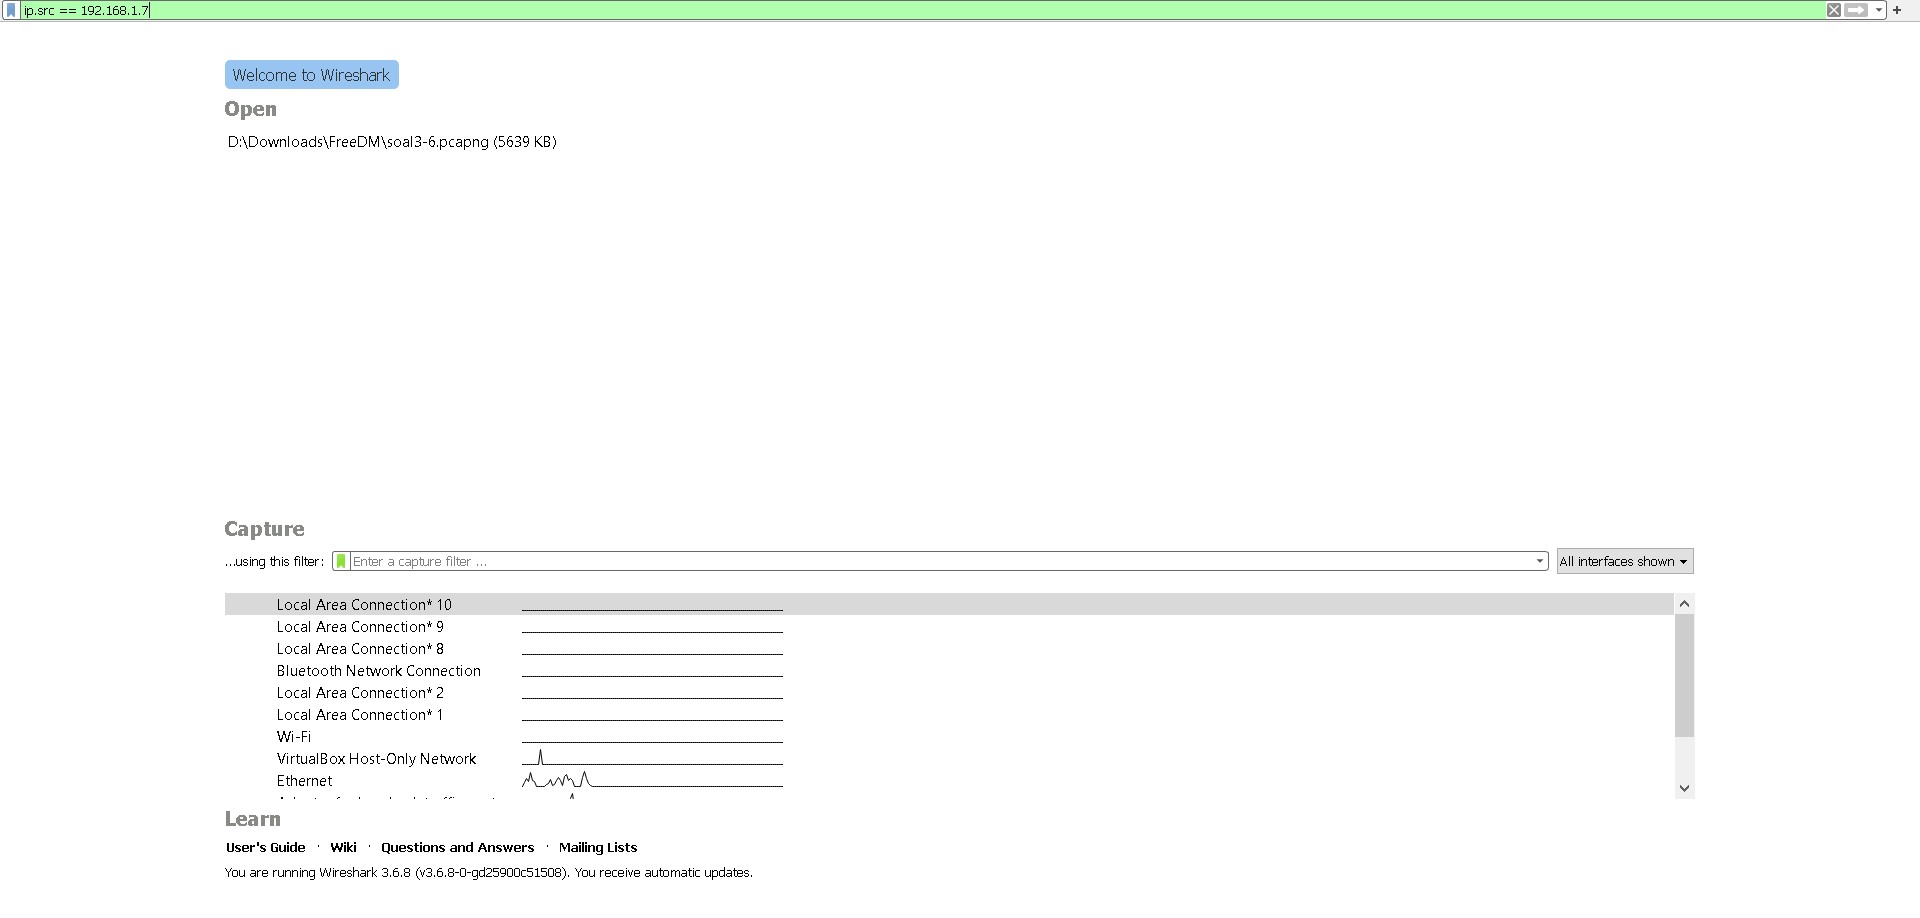 ip.src == 192.168.1.7
Welcome to Wireshark
Open
D:\Downloads\FreeDM\soal3-6.pcapng (5639 KB)
Capture
...using this filter: Enter a capture filter ... All interfaces shown
Local Area Connection* 10
Local Area Connection* 9
Local Area Connection* 8
Bluetooth Network Connection
Local Area Connection* 2
Local Area Connection* 1
Wi-Fi
VirtualBox Host-Only Network
Ethernet
Learn
User's Guide · Wiki · Questions and Answers · Mailing Lists
You are running Wireshark 3.6.8 (v3.6.8-0-gd25900c51508). You receive automatic updates.